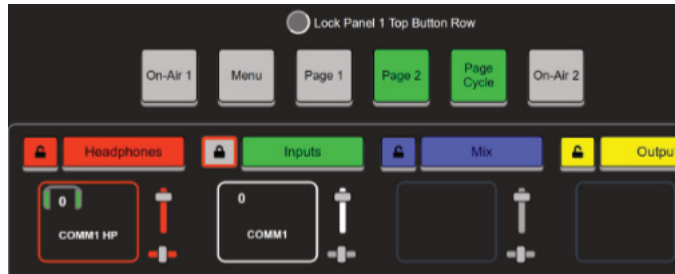 Lock Panel 1 Top Button Row
On-Air 1
Menu
Page 1
Page 2
Page
Cycle
On-Air 2
Headphones
Inputs
Mix
Outpu
0
COMM1 HP
0
COMM1